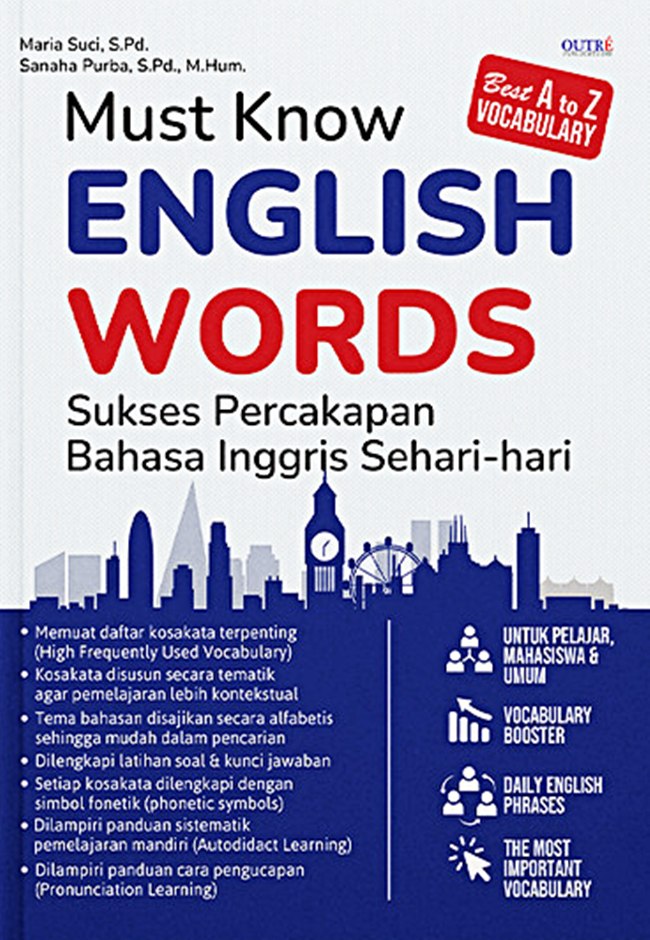 Maria Suci, S.Pd.
Sanaha Purba, S.Pd., M.Hum.
OUTRÉ
Best A to Z
VOCABULARY
Must Know
ENGLISH
WORDS
Sukses Percakapan
Bahasa Inggris Sehari-hari
• Memuat daftar kosakata terpenting
(High Frequently Used Vocabulary)
• Kosakata disusun secara tematik
agar pemelajaran lebih kontekstual
• Tema bahasan disajikan secara alfabetis
sehingga mudah dalam pencarian
• Dilengkapi latihan soal & kunci jawaban
• Setiap kosakata dilengkapi dengan
simbol fonetik (phonetic symbols)
• Dilampiri panduan sistematik
pemelajaran mandiri (Autodidact Learning)
• Dilampiri panduan cara pengucapan
(Pronunciation Learning)
UNTUK PELAJAR,
MAHASISWA &
UMUM
VOCABULARY
BOOSTER
DAILY ENGLISH
PHRASES
THE MOST
IMPORTANT
VOCABULARY